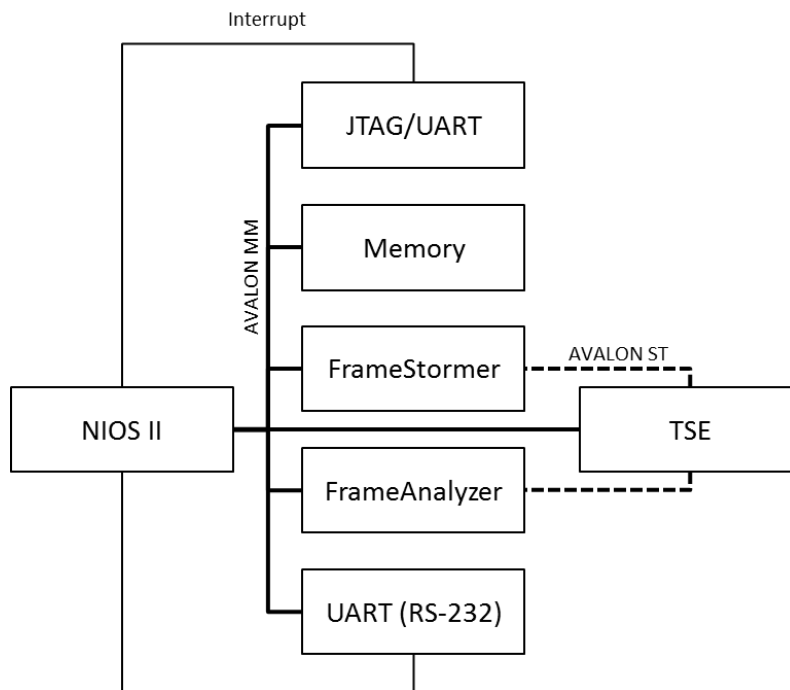 Interrupt
JTAG/UART
AVALON MM
Memory
FrameStormer
AVALON ST
NIOS II
TSE
FrameAnalyzer
UART (RS-232)